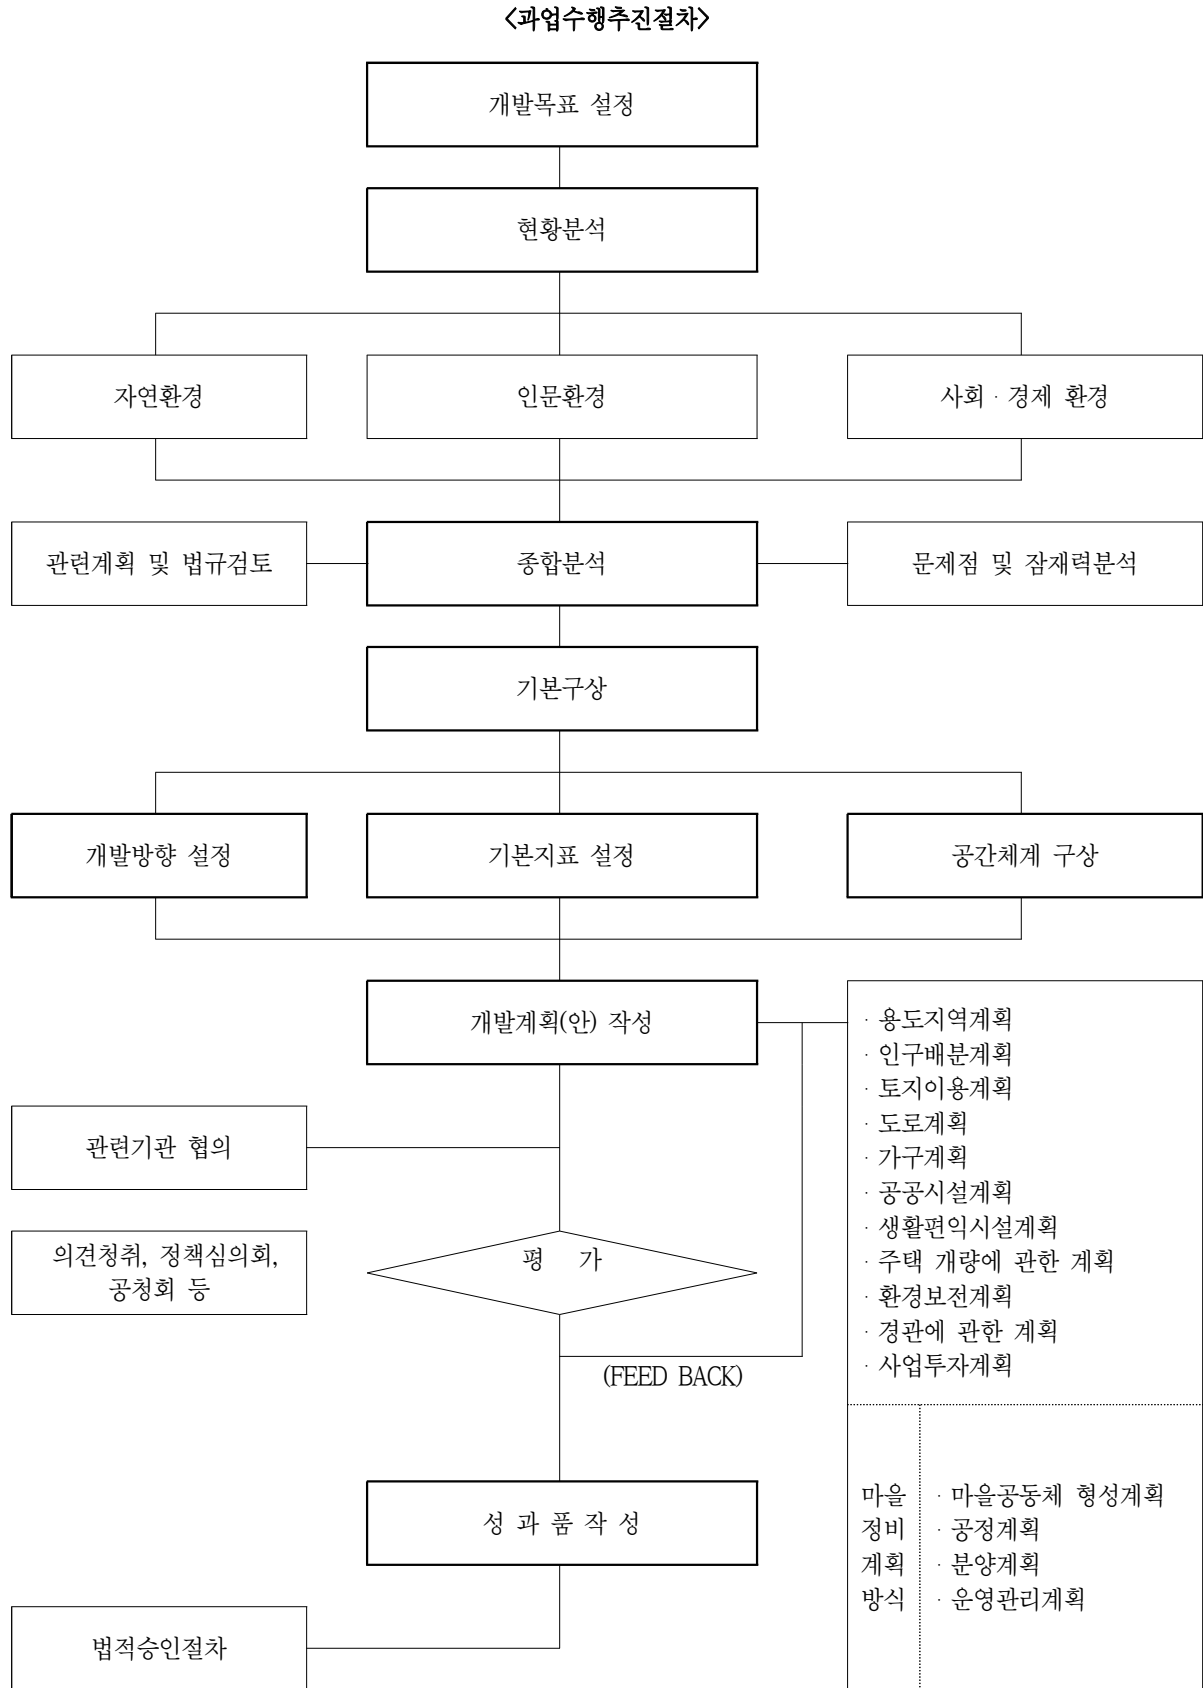 <과업수행추진절차>
개발목표 설정
현황분석
자연환경
인문환경
사회 · 경제 환경
관련계획 및 법규검토
종합분석
문제점 및 잠재력분석
기본구상
개발방향 설정
기본지표 설정
공간체계 구상
개발계획(안) 작성
· 용도지역계획
· 인구배분계획
· 토지이용계획
· 도로계획
· 가구계획
· 공공시설계획
· 생활편익시설계획
· 주택 개량에 관한 계획
· 환경보전계획
· 경관에 관한 계획
· 사업투자계획
관련기관 협의
의견청취, 정책심의회,
공청회 등
평 가
(FEED BACK)
마을
정비
계획
방식
· 마을공동체 형성계획
· 공정계획
· 분양계획
· 운영관리계획
성 과 품 작 성
법적승인절차